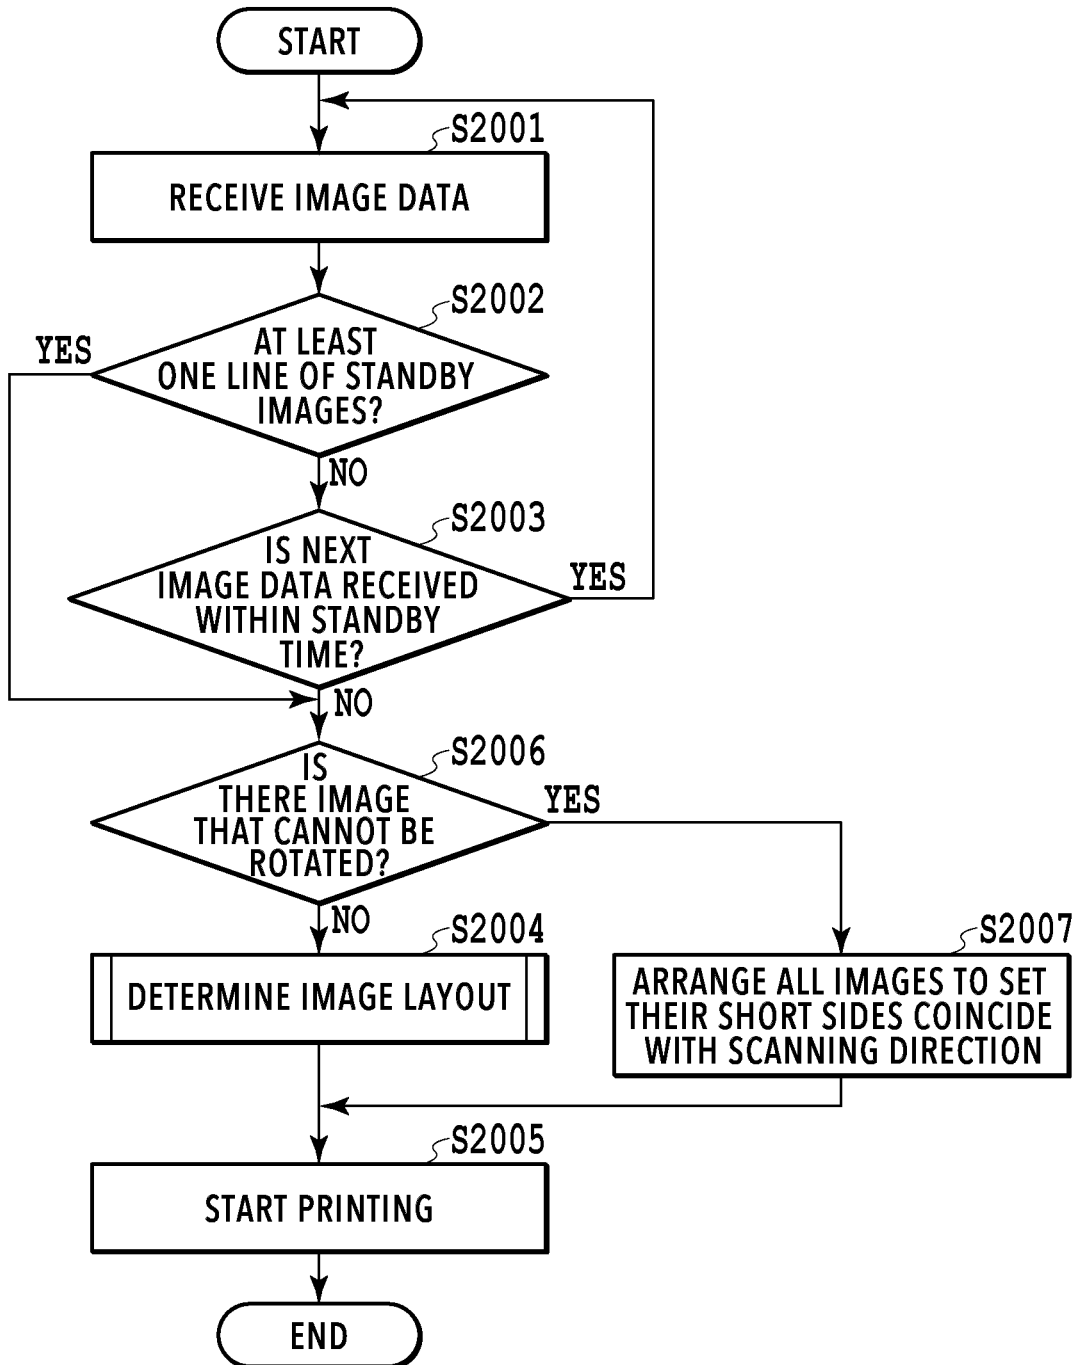 START
S2001
RECEIVE IMAGE DATA
S2002
AT LEAST
ONE LINE OF STANDBY
IMAGES?
YES
NO
S2003
IS NEXT
IMAGE DATA RECEIVED
WITHIN STANDBY
TIME?
YES
NO
S2006
IS
THERE IMAGE
THAT CANNOT BE
ROTATED?
YES
NO
S2004
DETERMINE IMAGE LAYOUT
S2007
ARRANGE ALL IMAGES TO SET
THEIR SHORT SIDES COINCIDE
WITH SCANNING DIRECTION
S2005
START PRINTING
END